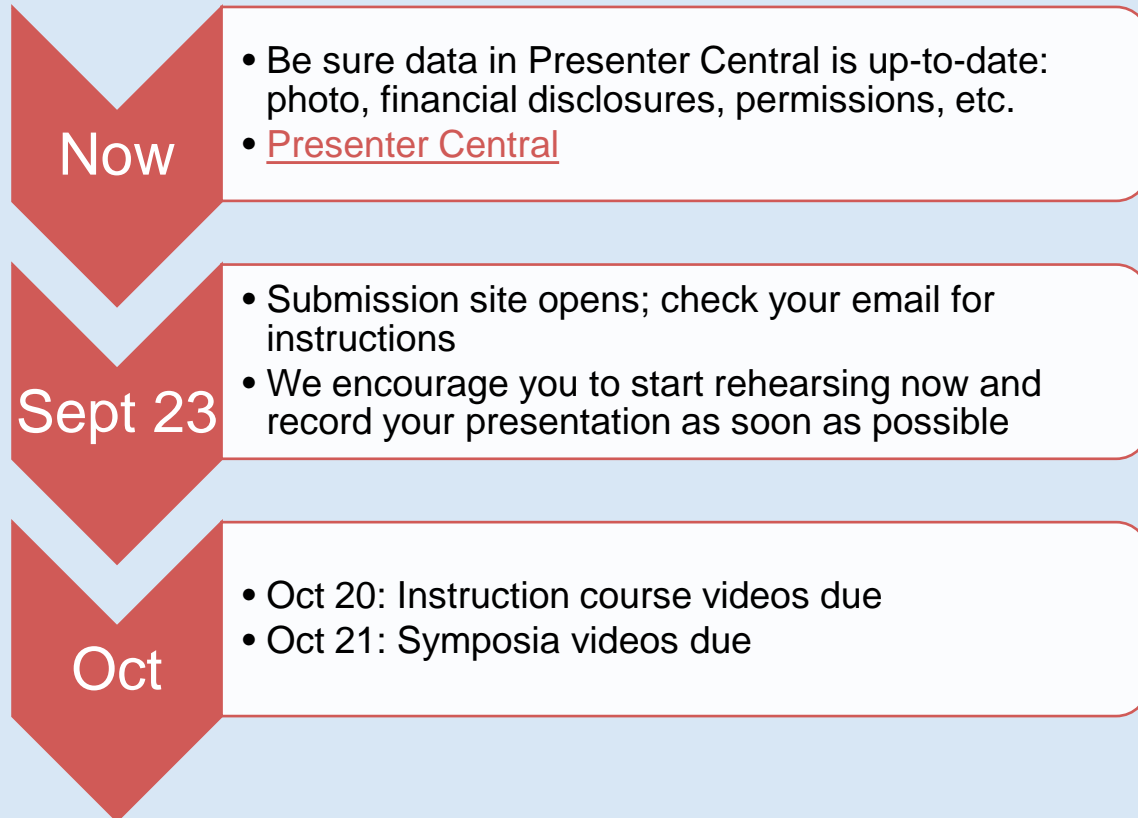 Now
• Be sure data in Presenter Central is up-to-date:
photo, financial disclosures, permissions, etc.
• Presenter Central
Sept 23
• Submission site opens; check your email for
instructions
• We encourage you to start rehearsing now and
record your presentation as soon as possible
Oct
• Oct 20: Instruction course videos due
• Oct 21: Symposia videos due